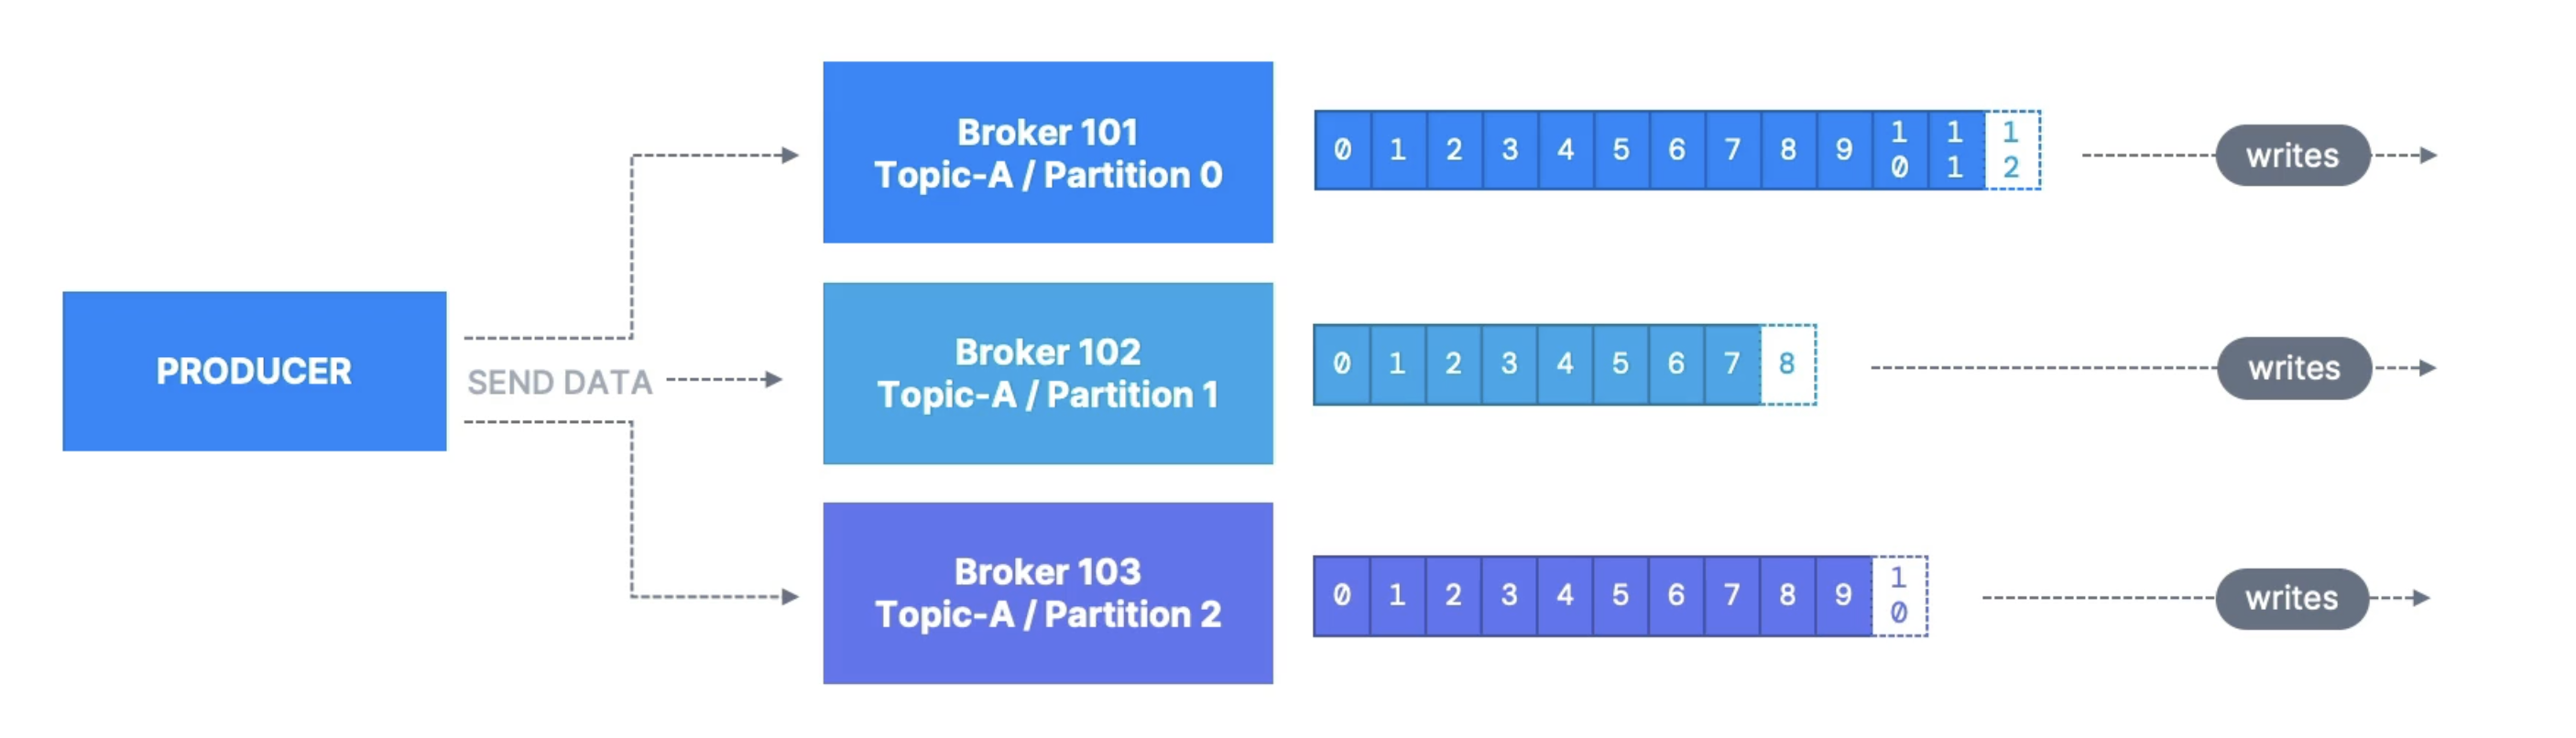 PRODUCER
SEND DATA
Broker 101
Topic-A / Partition 0
0 1 2 3 4 5 6 7 8 9 10 11 12
writes
Broker 102
Topic-A / Partition 1
0 1 2 3 4 5 6 7 8
writes
Broker 103
Topic-A / Partition 2
0 1 2 3 4 5 6 7 8 9 10
writes